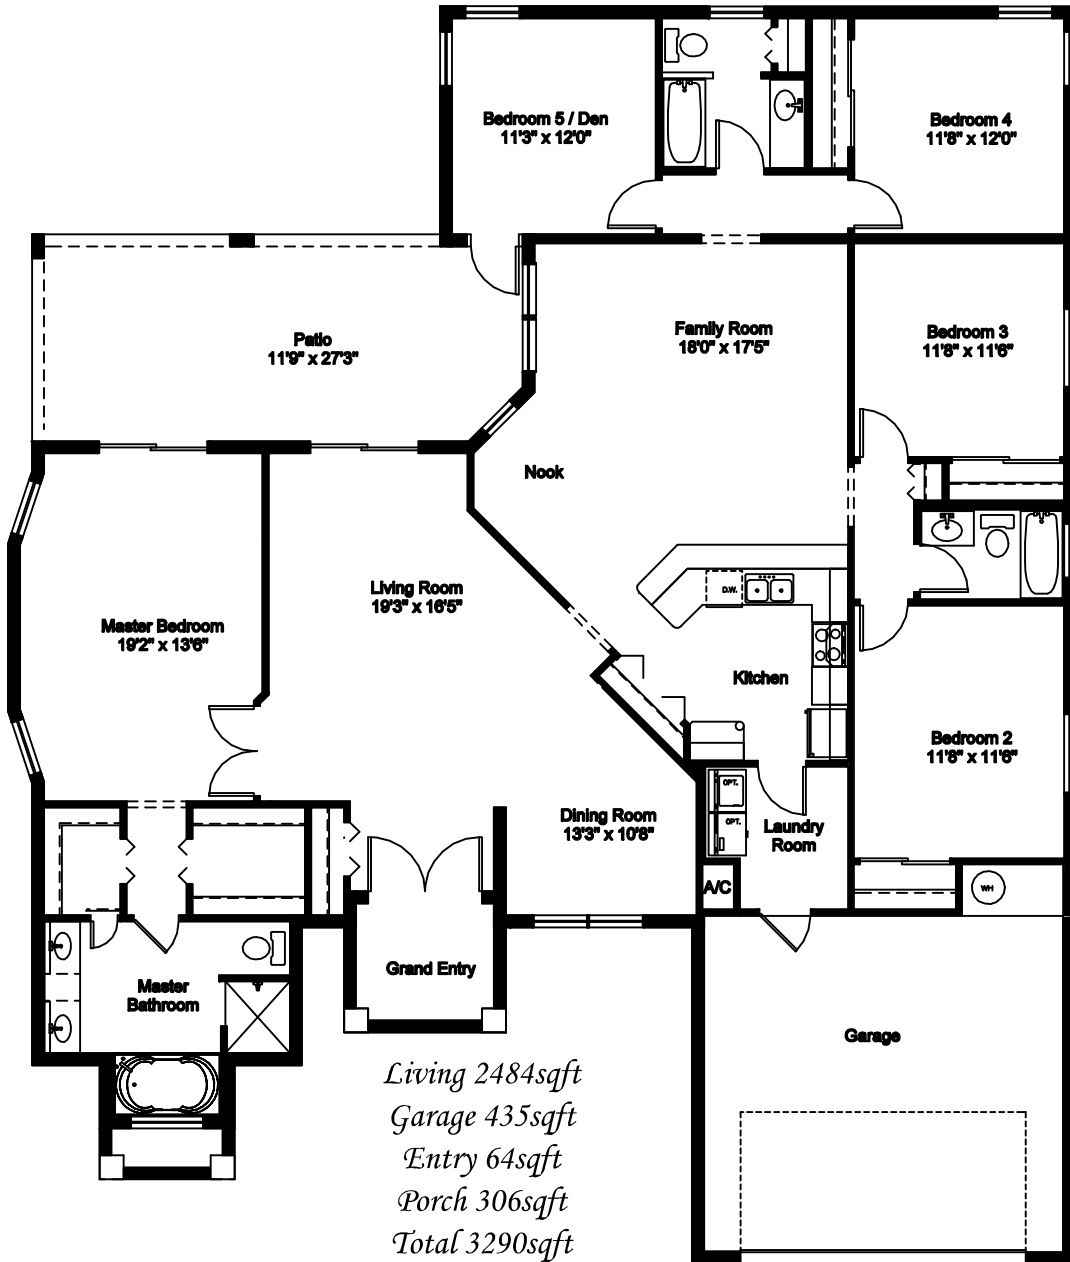 Bedroom 5 / Den
11'3" x 12'0"
Bedroom 4
11'8" x 12'0"
Patio
11'9" x 27'3"
Family Room
18'0" x 17'5"
Bedroom 3
11'8" x 11'6"
Nook
Living Room
19'3" x 16'5"
D.W.
Master Bedroom
19'2" x 13'6"
Kitchen
Bedroom 2
11'8" x 11'6"
OPT.
OPT.
Dining Room
13'3" x 10'8"
Laundry
Room
A/C
WH
Grand Entry
Master
Bathroom
Garage
Living 2484sqft
Garage 435sqft
Entry 64sqft
Porch 306sqft
Total 3290sqft